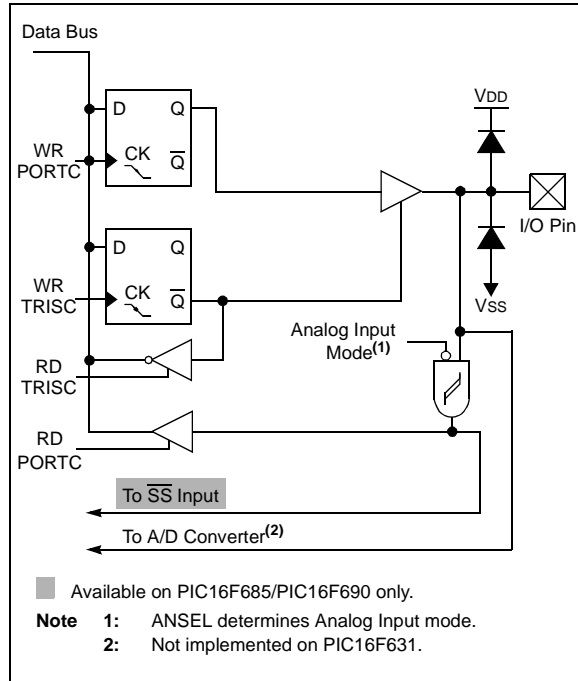 Data Bus
D Q
WR
PORTC
CK Q
VDD
I/O Pin
D Q
WR
TRISC
CK Q
VSS
Analog Input
Mode(1)
RD
TRISC
RD
PORTC
To SS Input
To A/D Converter(2)
Available on PIC16F685/PIC16F690 only.
Note 1: ANSEL determines Analog Input mode.
2: Not implemented on PIC16F631.